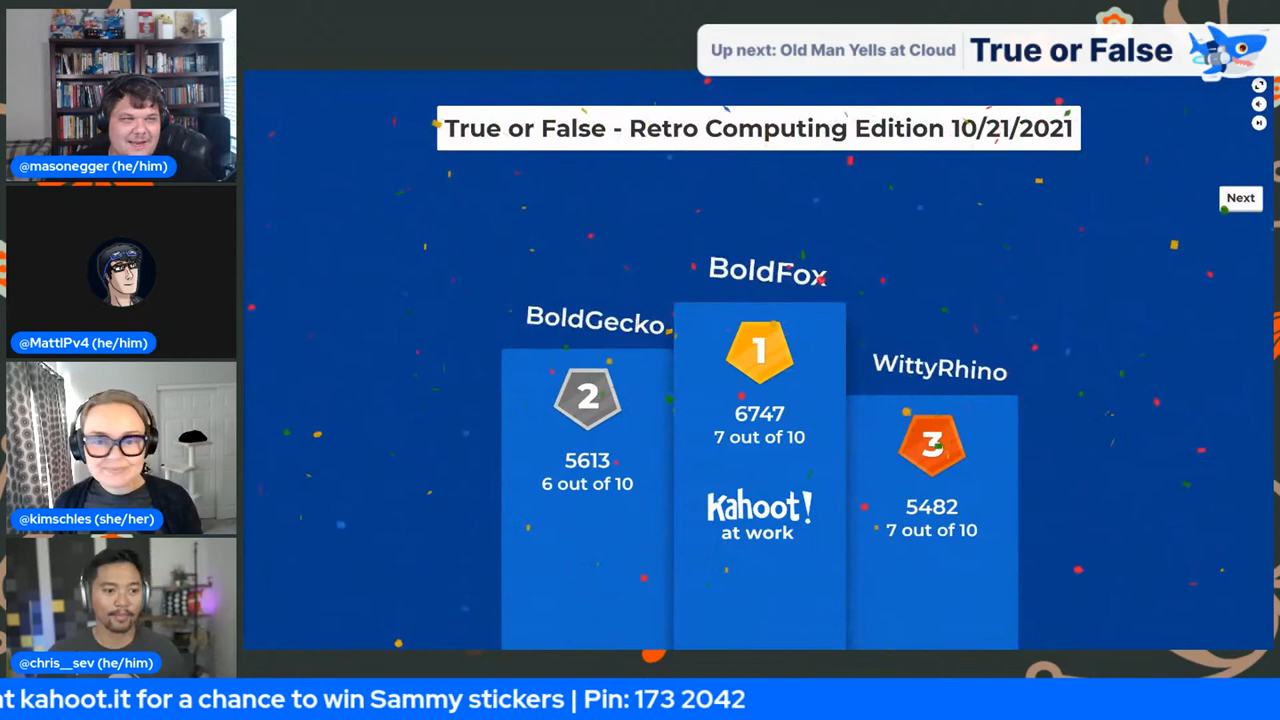 Up next: Old Man Yells at Cloud
True or False
True or False - Retro Computing Edition 10/21/2021
Next
@masonegger (he/him)
@MattIPv4 (he/him)
@kimschles (she/her)
@chris__sev (he/him)
BoldGecko
2
5613
6 out of 10
BoldFox
1
6747
7 out of 10
Kahoot!
at work
WittyRhino
3
5482
7 out of 10
at kahoot.it for a chance to win Sammy stickers | Pin: 173 2042